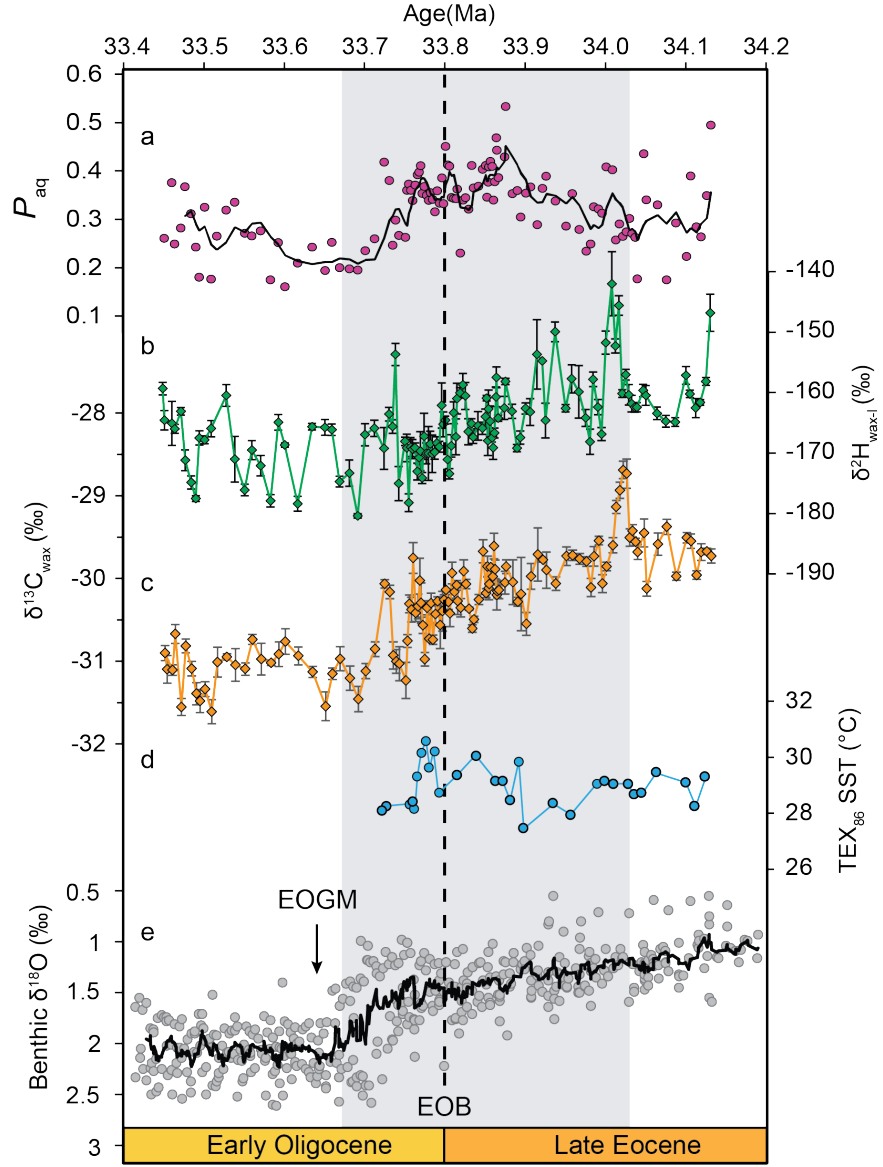 Age(Ma)
33.4 33.5 33.6 33.7 33.8 33.9 34.0 34.1 34.2
0.6
0.5
0.4
0.3
0.2
0.1
Paq
a
-140
-150
-160
-170
-180
-190
δ²Hwax-l (‰)
b
-28
-29
-30
-31
-32
δ¹³Cwax (‰)
c
32
30
28
26
TEX₈₆ SST (°C)
d
0.5
1
1.5
2
2.5
3
Benthic δ¹⁸O (‰)
EOGM
e
EOB
Early Oligocene Late Eocene